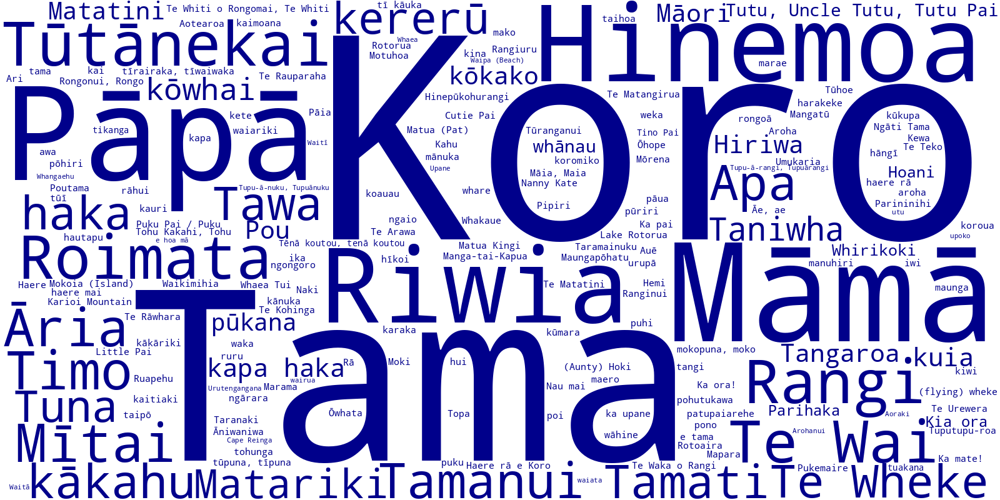 Matatini
Te Whiti o Rongomai, Te Whiti
tī kāuka
kererū
Hinemoa
taihoa
Māori
Tutu, Uncle Tutu, Tutu Pai
Aotearoa
kaimoana
Tūtānekai
mako
Whaea
Rotorua
Motuhoa
kina
Rangiuru
Waipa (Beach)
marae
tama
kai
tīrairaka, tīwaiwaka
Ari
Rongonui, Rongo
Te Rauparaha
kōwhai
kōkako
Koro
Papā
Hinepūkohurangi
Te Matangirua
Tūhoe
harakeke
Mangatū
kete
Pāia
Cutie Pai
weka
rongoā
kūkupa
Ngāti Tama
tikanga
kapa
waiariki
Matua (Pat)
Tūranganui
Tino Pai
Aroha
Kewa
Waitī
Kahu
whānau
Ōhope
Hiriwa
Te Teko
awa
mānuka
koromiko
Mōrena
Umukaria
hāngī
pōhiri
Upane
Māia, Maia
Tupu-ā-rangi, Tupuārangi
Hoani
Whangaehu
Nanny Kate
Apa
haere rā
Poutama
rāhui
Tawa
Tupu-ā-nuku, Tupuānuku
koauau
whare
aroha
tūī
pāua
Parininihi
haka
kauri
Pipiri
pūriri
Āe, ae
utu
Puku Pai / Puku
Pou
ngaio
Whakaue
Ka pai
Taniwha
koroua
Tohu Kakahi, Tohu
Te Arawa
Lake Rotorua
upoko
hautapu
e hoa mā
Tēnā koutou, tenā koutou
Matua Kingi
Taramainuku
Auē
Whirikoki
Roimata
ika
Riwia
hīkoi
Manga-tai-Kapua
Maungapōhatu
urupā
Māmā
manuhiri
iwi
ngongoro
Haere
Mokoia (Island)
Waikimihia
Whaea Tui
Naki
Te Matatini
Hemi
Ranginui
maunga
haere mai
Karioi Mountain
Tama
kānuka
Te Kohinga
Āria
Te Rāwhara
pūkana
karaka
kūmara
puhi
kākāriki
waka
Little Pai
ruru
Timo
kapa haka
Rā
Moki
hui
(Aunty) Hoki
mokopuna, moko
tangi
Tangaroa
kuia
kiwi
Ruapehu
wairua
maero
Ka ora!
Rangi
Urutengangana
Marama
Nau mai
(flying) wheke
Tuna
kaitiaki
ngārara
pohutukawa
taipō
Ōwhata
Topa
poi
ka upane
patupaiarehe
Parihaka
Aoraki
Te Urewera
Taranaki
pono
Kia ora
Mītai
Āniwaniwa
wāhine
e tama
Te Wai
Arohanui
Tuputupu-roa
Cape Reinga
Rotoaira
tohunga
Mapara
Ka mate!
tūpuna, tīpuna
puku
Haere rā e Koro
Te Waka o Rangi
Pukemaire
tuakana
Waitā
kākahu
Matariki
Tamanui
waiata
Tamati
Te Wheke